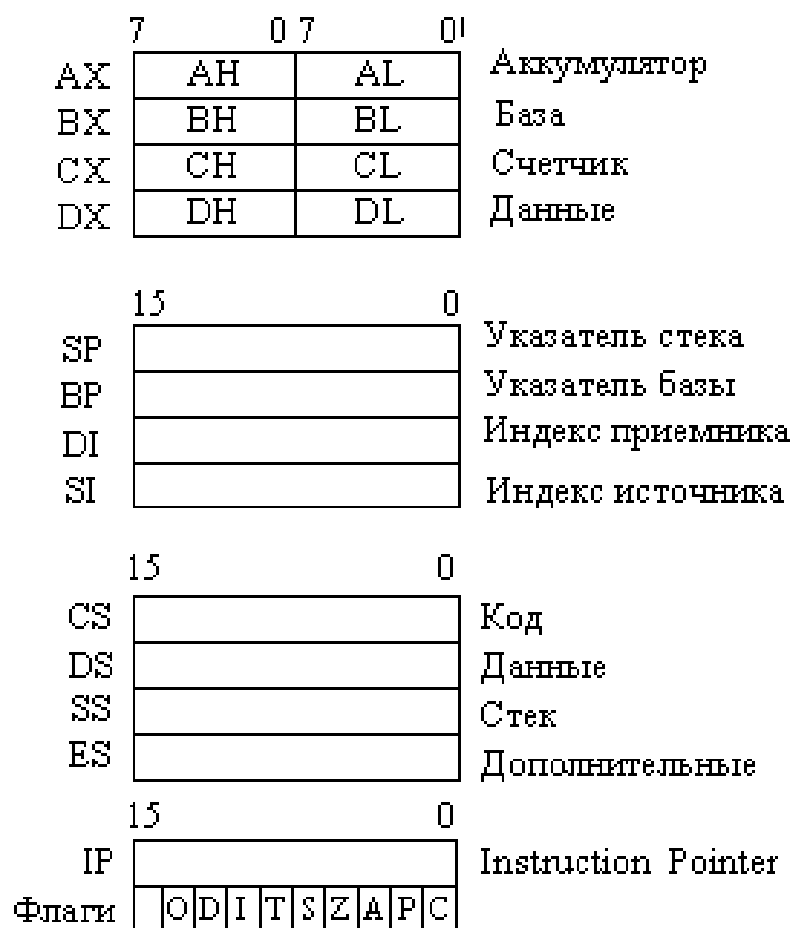 7 0 7 0
AX AH AL Аккумулятор
BX BH BL База
CX CH CL Счетчик
DX DH DL Данные
15 0
SP Указатель стека
BP Указатель базы
DI Индекс приемника
SI Индекс источника
15 0
CS Код
DS Данные
SS Стек
ES Дополнительные
15 0
IP Instruction Pointer
Флаги O D I T S Z A P C